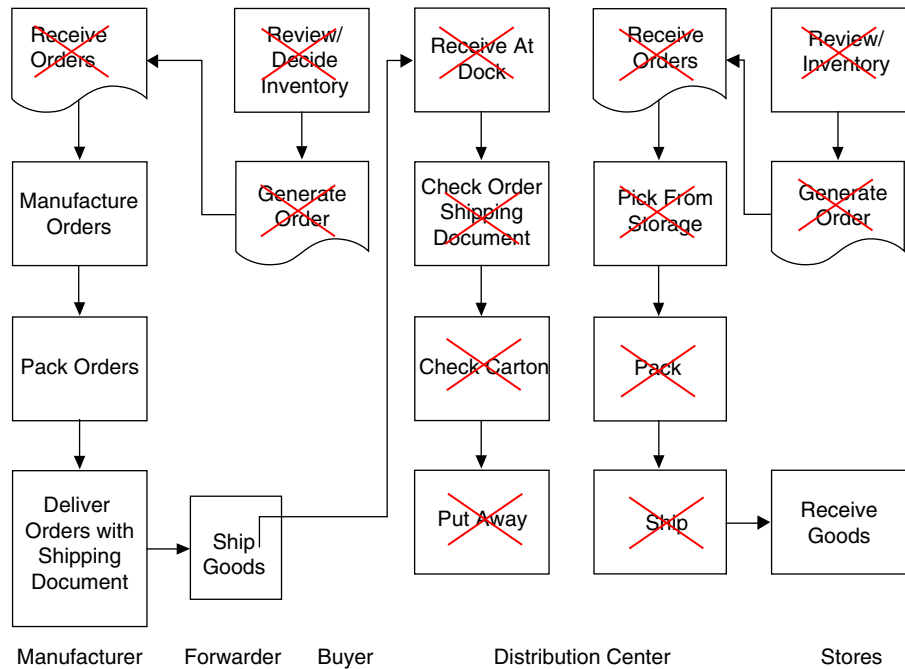 Receive
Orders
Manufacture
Orders
Pack Orders
Deliver
Orders with
Shipping
Document
Ship
Goods
Review/
Decide
Inventory
Generate
Order
Receive At
Dock
Check Order
Shipping
Document
Check Carton
Put Away
Receive
Orders
Pick From
Storage
Pack
Ship
Review/
Inventory
Generate
Order
Receive
Goods
Manufacturer
Forwarder
Buyer
Distribution Center
Stores